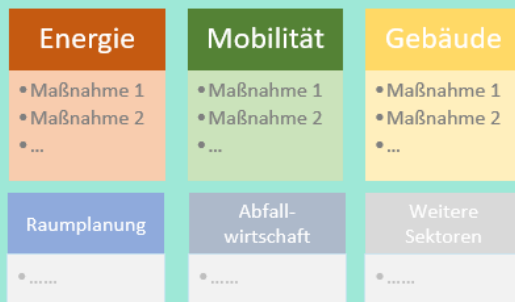 Energie
• Maßnahme 1
• Maßnahme 2
• ...
Mobilität
• Maßnahme 1
• Maßnahme 2
• ...
Gebäude
• Maßnahme 1
• Maßnahme 2
• ...
Raumplanung
• ......
Abfall-
wirtschaft
• ......
Weitere
Sektoren
• ......